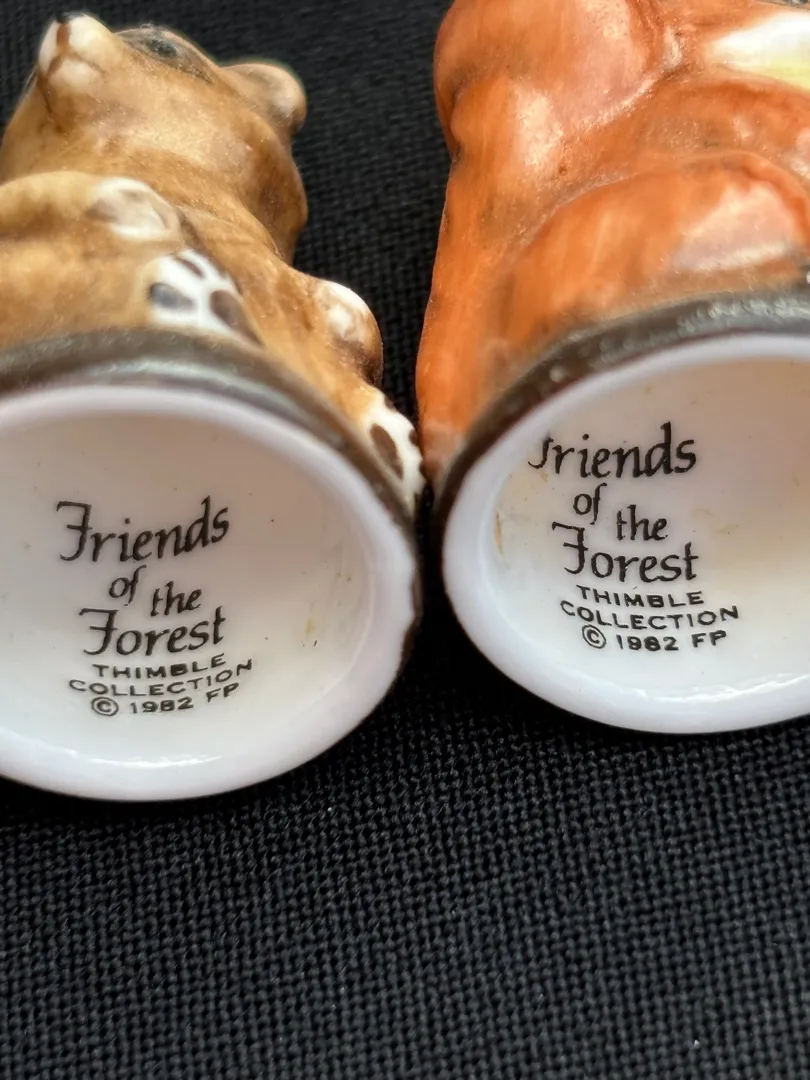 Friends
of the
Forest
THIMBLE
COLLECTION
© 1982 FP
Friends
of the
Forest
THIMBLE
COLLECTION
© 1982 FP